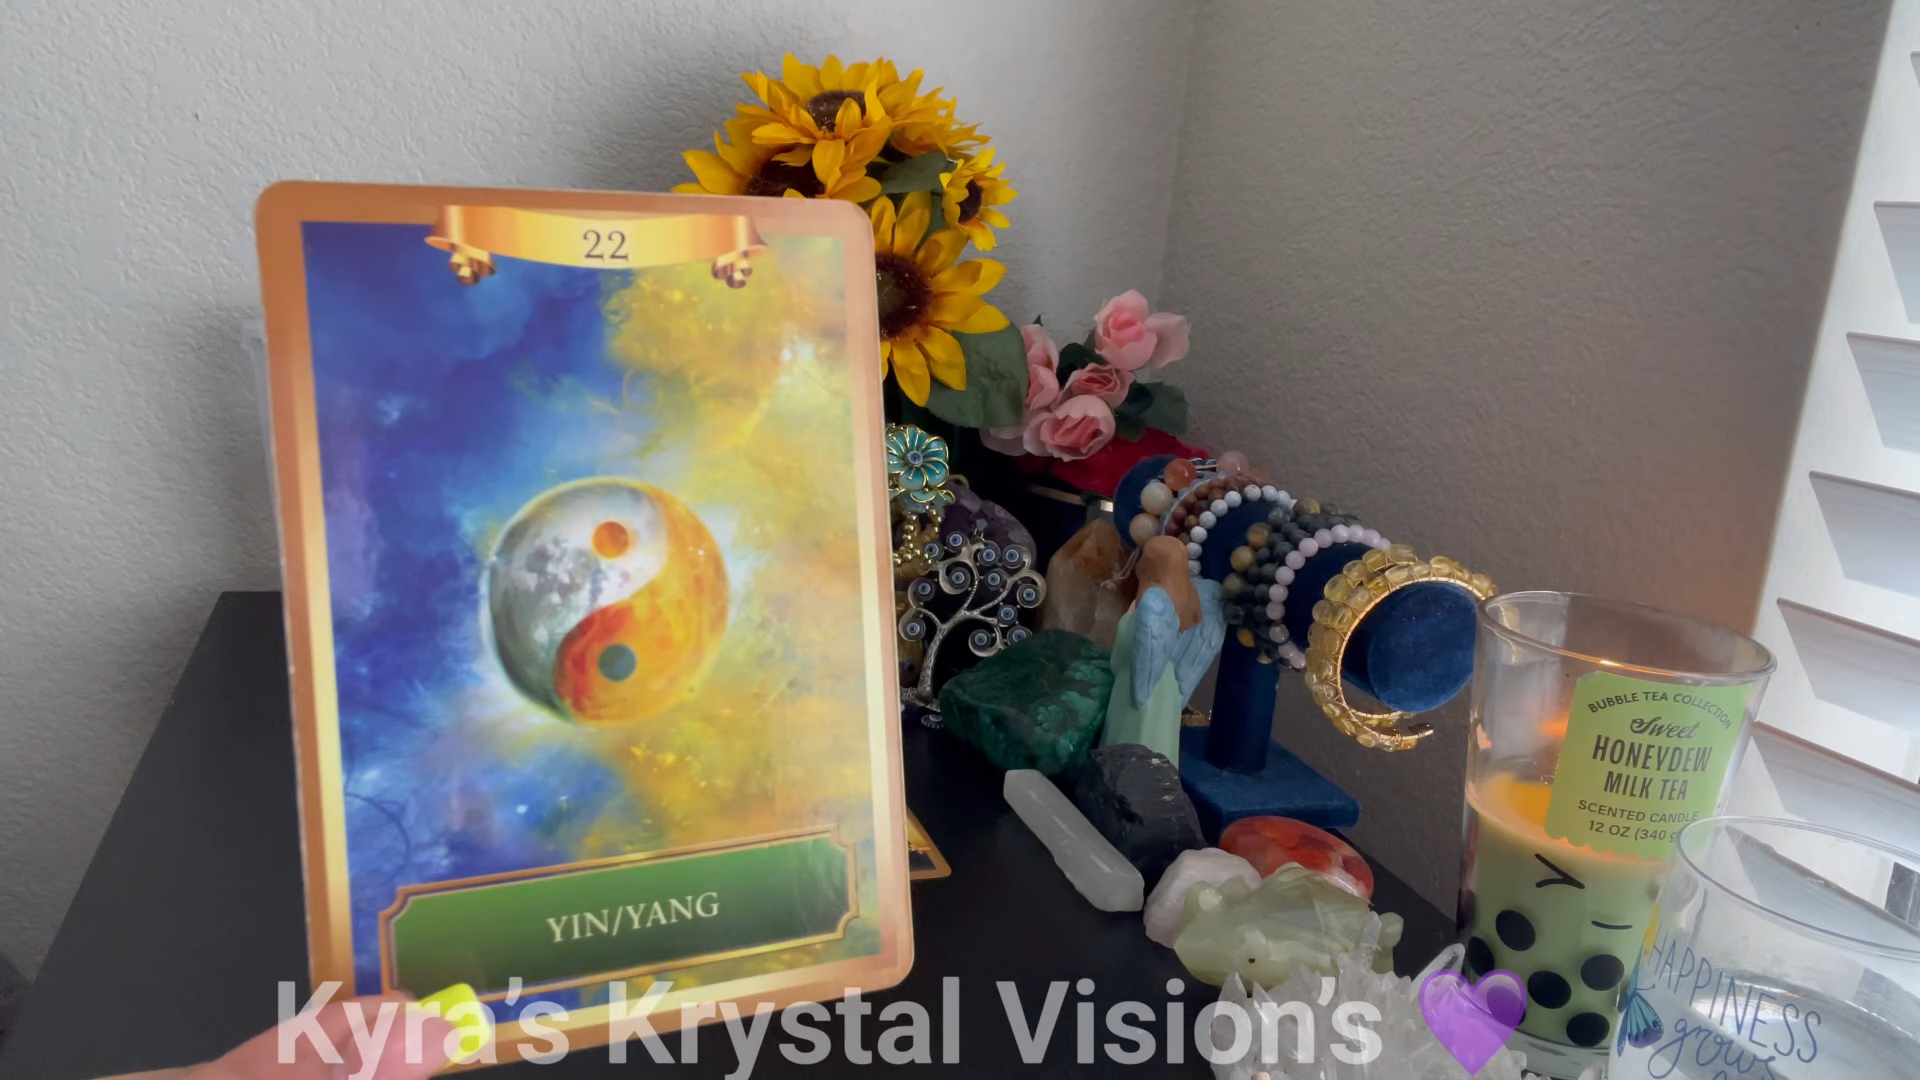 22
YIN/YANG
BUBBLE TEA COLLECTION
Sweet
HONEYDEW
MILK TEA
SCENTED CANDLE
12 OZ (340 g
HAPPINESS
grows
Kyra's Krystal Vision's 💜